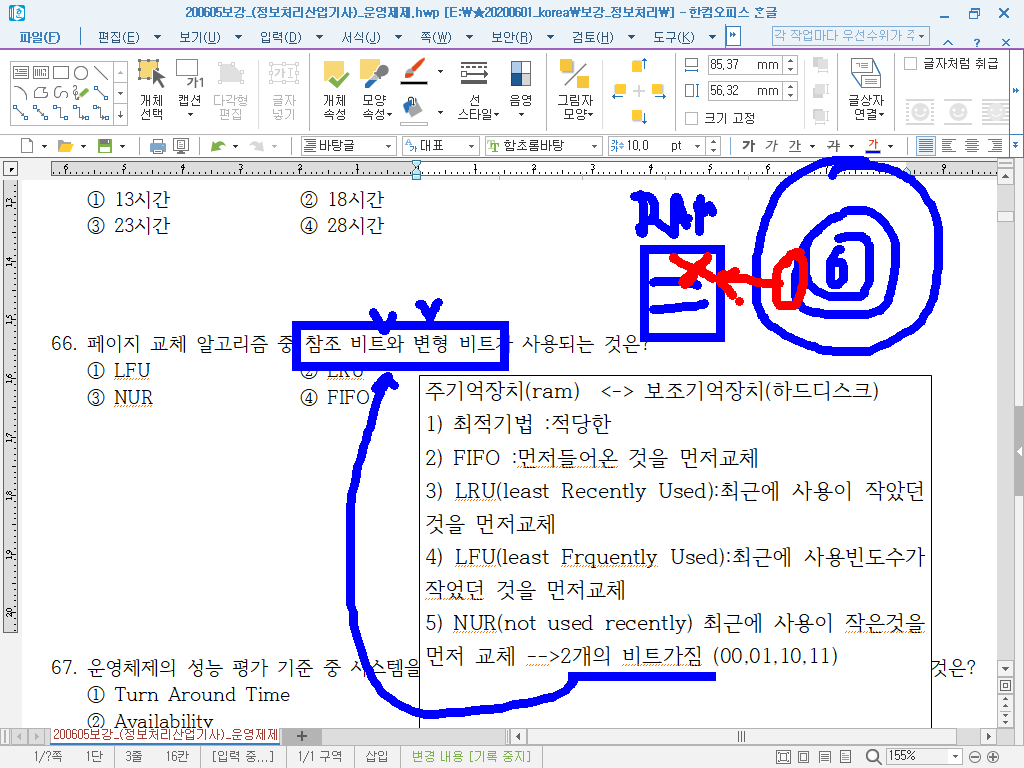 200605보강_(정보처리산업기사)_운영제제.hwp [E:\★20200601_korea\보강_정보처리\] - 한컴오피스 한글
파일(F) 편집(E) 보기(U) 입력(D) 서식(J) 쪽(W) 보안(R) 검토(H) 도구(K) 각 작업마다 우선수위가 주
개체 선택 캡션 다각형 편집 글자 넣기 개체 속성 모양 속성 선 스타일 음영 그림자 모양 85,37 mm 56,32 mm 크기 고정 글상자 연결 글자처럼 취급
바탕글 대표 함초롬바탕 10,0 pt 가 가 가 가 가
① 13시간 ② 18시간
③ 23시간 ④ 28시간
6
66. 페이지 교체 알고리즘 중 참조 비트와 변형 비트가 사용되는 것은?
① LFU ② LRU
③ NUR ④ FIFO
주기억장치(ram) <-> 보조기억장치(하드디스크)
1) 최적기법 :적당한
2) FIFO :먼저들어온 것을 먼저교체
3) LRU(least Recently Used):최근에 사용이 작았던
것을 먼저교체
4) LFU(least Frquently Used):최근에 사용빈도수가
작었던 것을 먼저교체
5) NUR(not used recently) 최근에 사용이 작은것을
먼저 교체 -->2개의 비트가짐 (00,01,10,11)
67. 운영체제의 성능 평가 기준 중 시스템을 것은?
① Turn Around Time
② Availability
200605보강_(정보처리산업기사)_운영제제
1/?쪽 1단 3줄 16칸 [입력 중...] 1/1 구역 삽입 변경 내용 [기록 중지] 155%